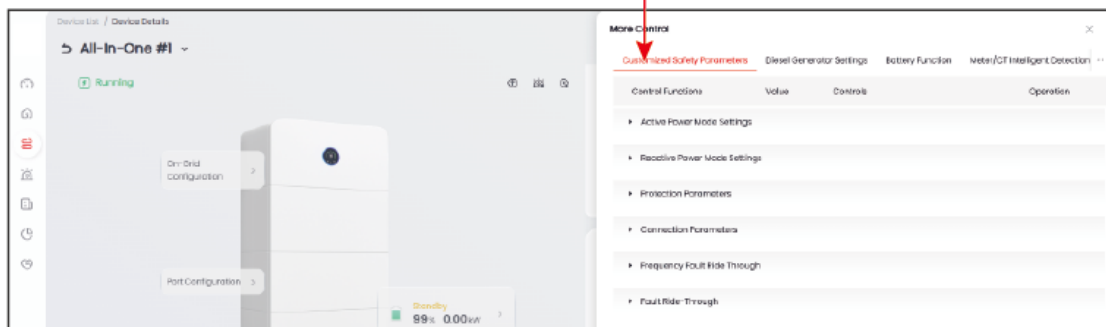 Device List / Device Details
All-In-One #1
Running
On-Grid
Configuration
Port Configuration
Standby
99% 0.00kW
More Control
Customized Safety Parameters Diesel Generator Settings Battery Function Meter/CT Intelligent Detection ...
Control Functions Value Controls Operation
Active Power Mode Settings
Reactive Power Mode Settings
Protection Parameters
Connection Parameters
Frequency Fault Ride Through
Fault Ride-Through